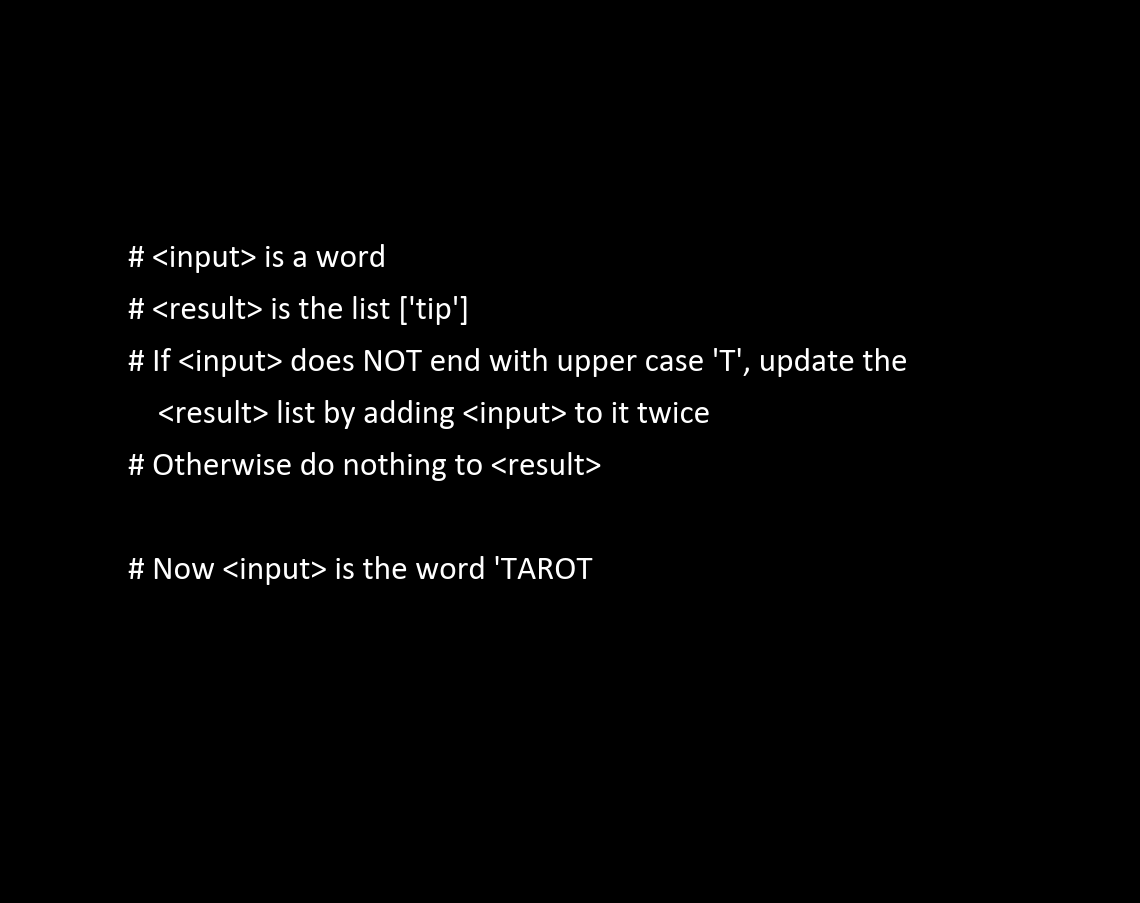 # <input> is a word
# <result> is the list ['tip']
# If <input> does NOT end with upper case 'T', update the
<result> list by adding <input> to it twice
# Otherwise do nothing to <result>
# Now <input> is the word 'TAROT